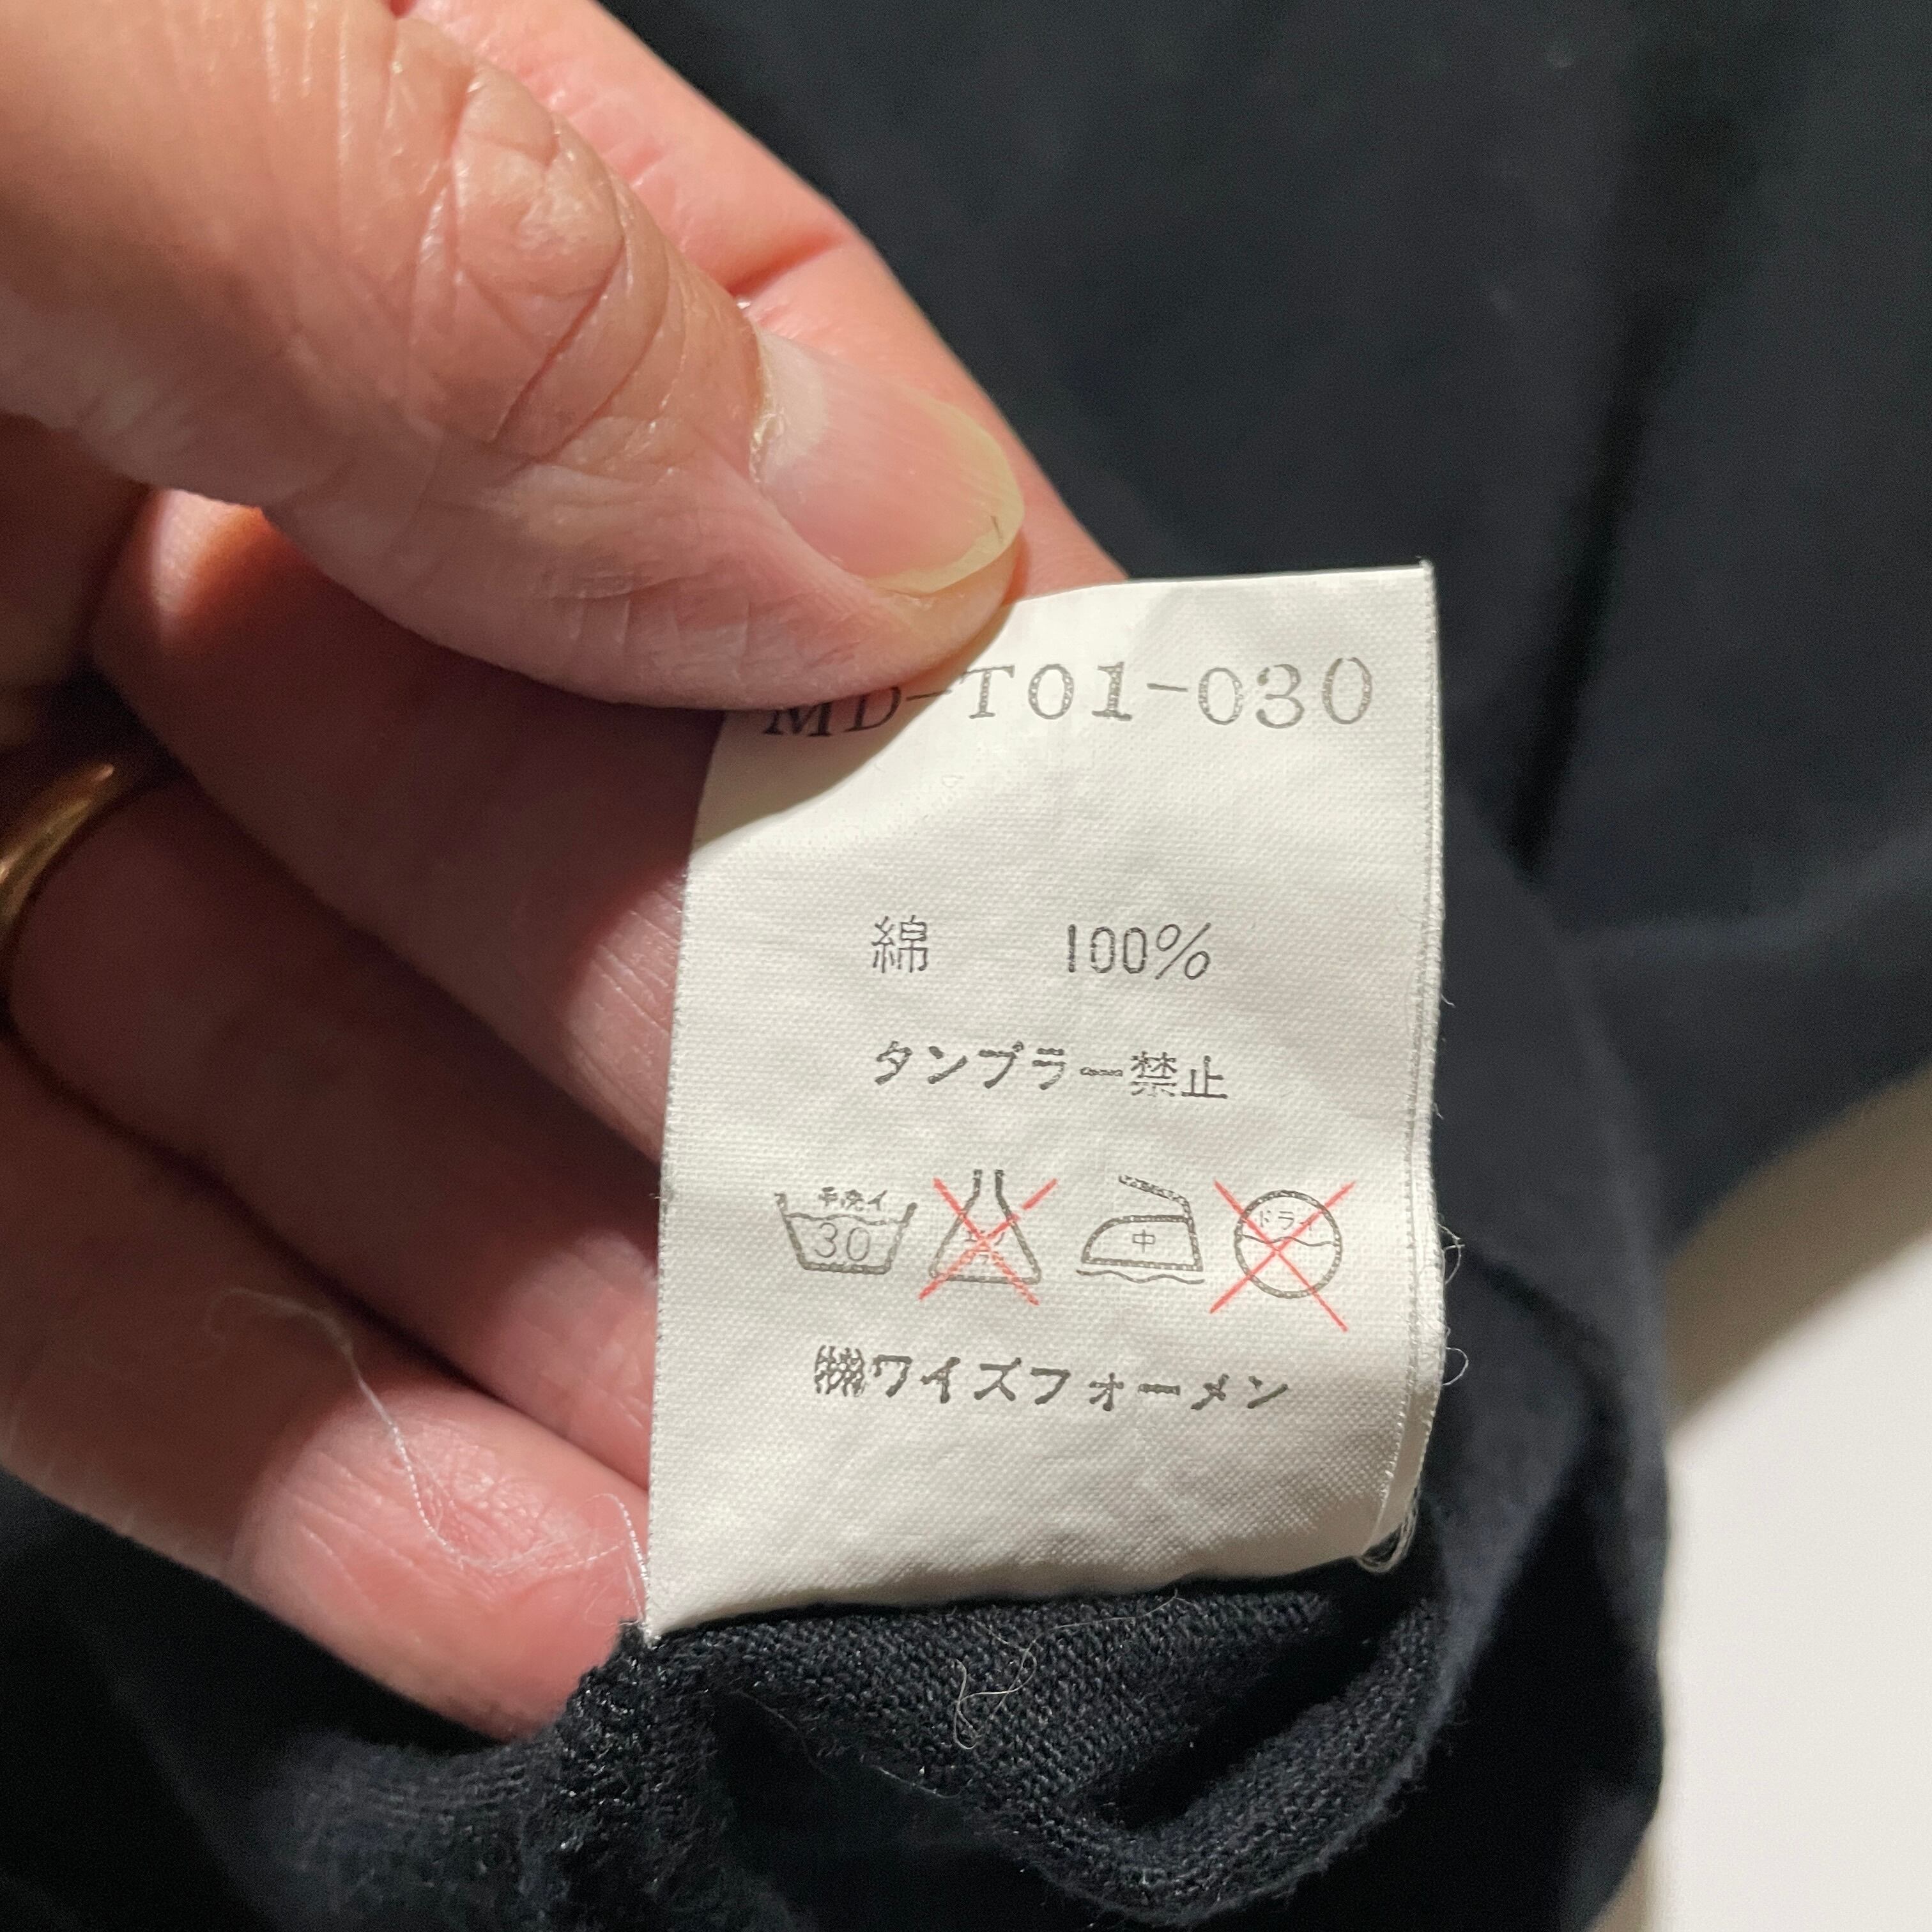 MD-T01-030
綿 100%
タンブラー禁止
手洗イ
30
中
ドライ
㈱ワイズフォーメン